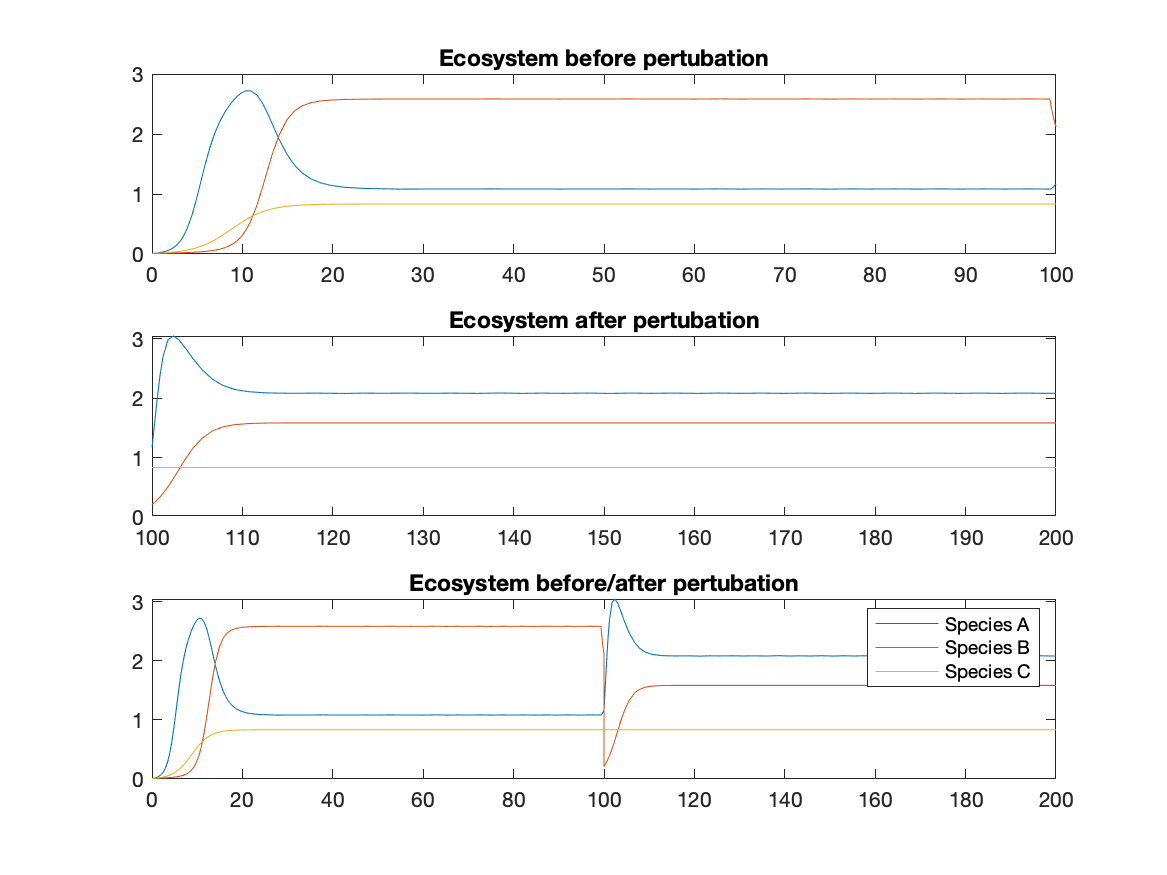 Ecosystem before pertubation
3
2
1
0
0 10 20 30 40 50 60 70 80 90 100
Ecosystem after pertubation
3
2
1
0
100 110 120 130 140 150 160 170 180 190 200
Ecosystem before/after pertubation
3
2
1
0
Species A
Species B
Species C
0 20 40 60 80 100 120 140 160 180 200